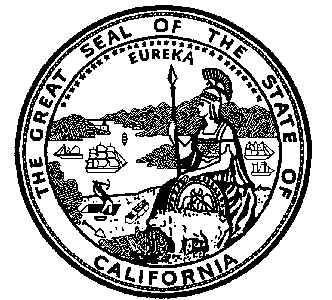 THE GREAT SEAL OF THE STATE OF CALIFORNIA
EUREKA